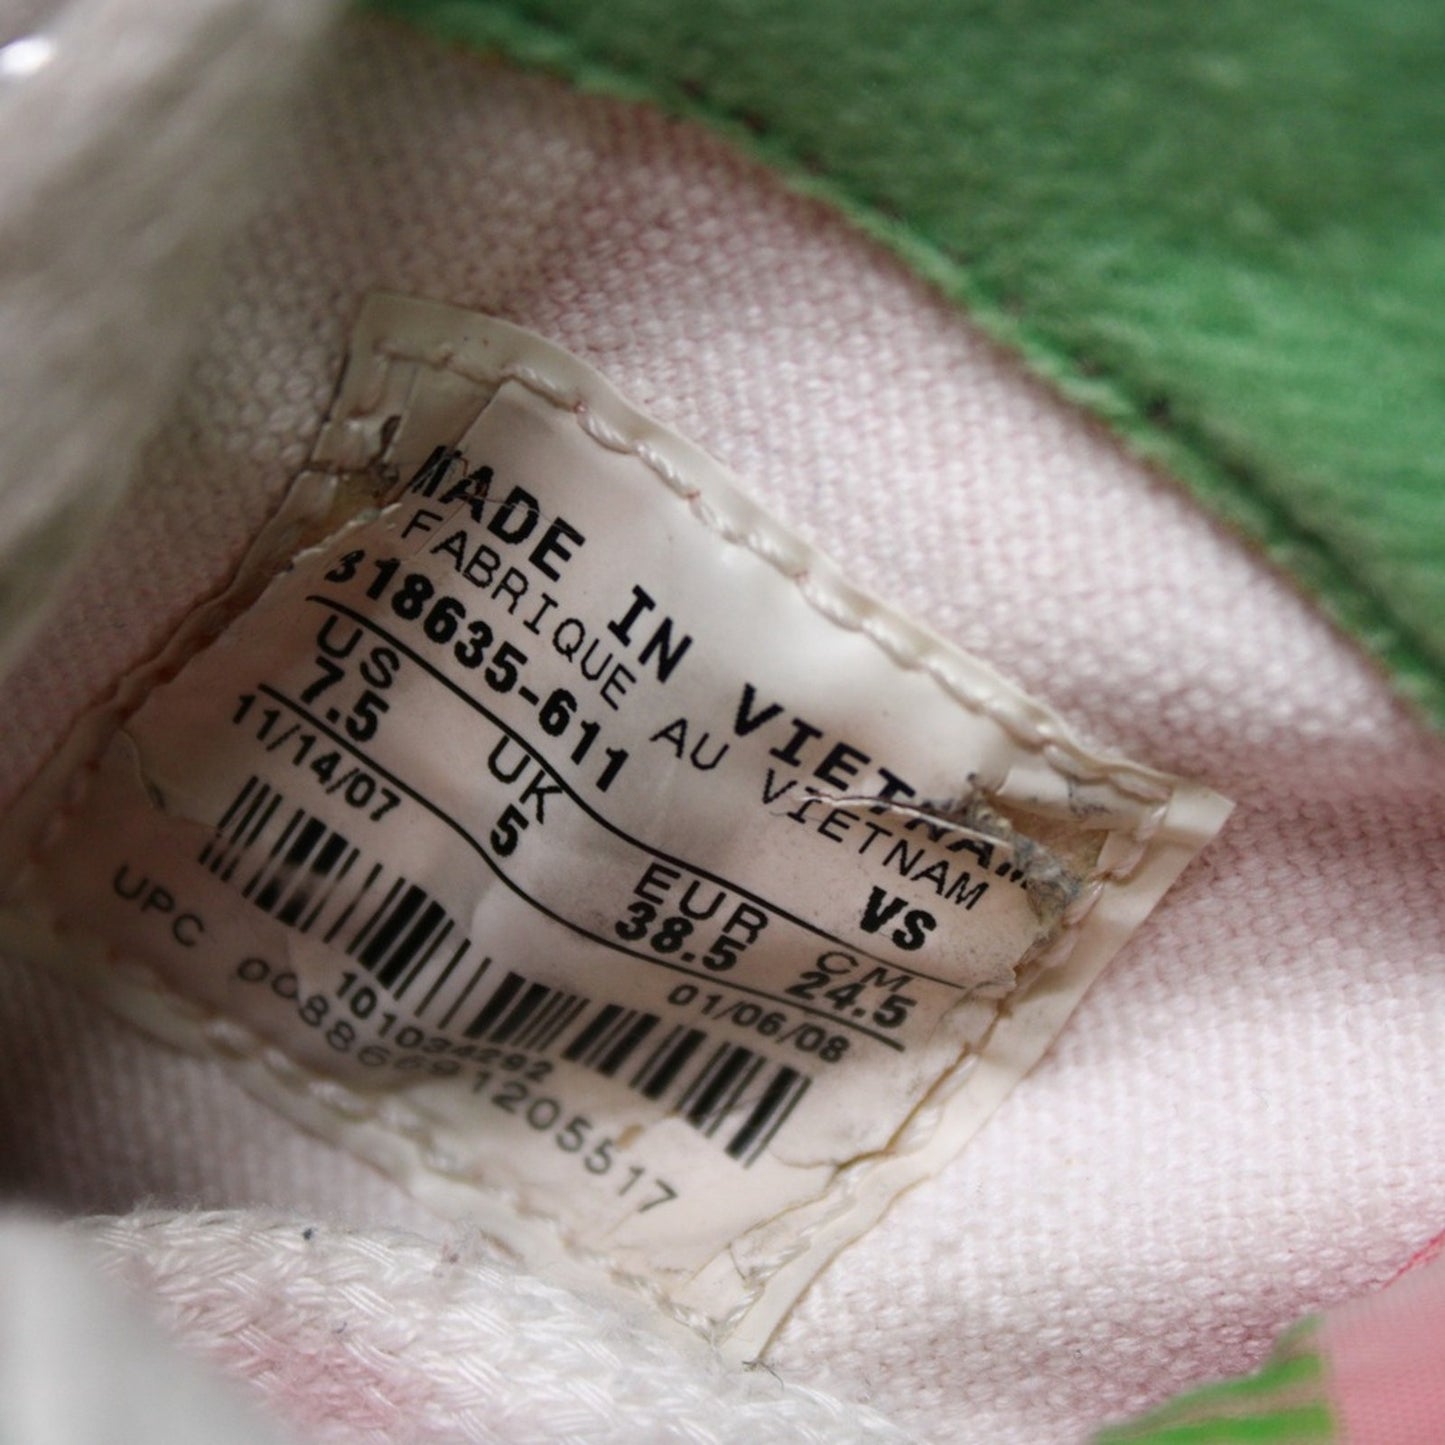 MADE IN VIETNAM
FABRIQUE AU VIETNAM
318635-611 VS
US UK EUR CM
7.5 5 38.5 24.5
11/14/07 01/06/08
1010034292
UPC 00886691205517